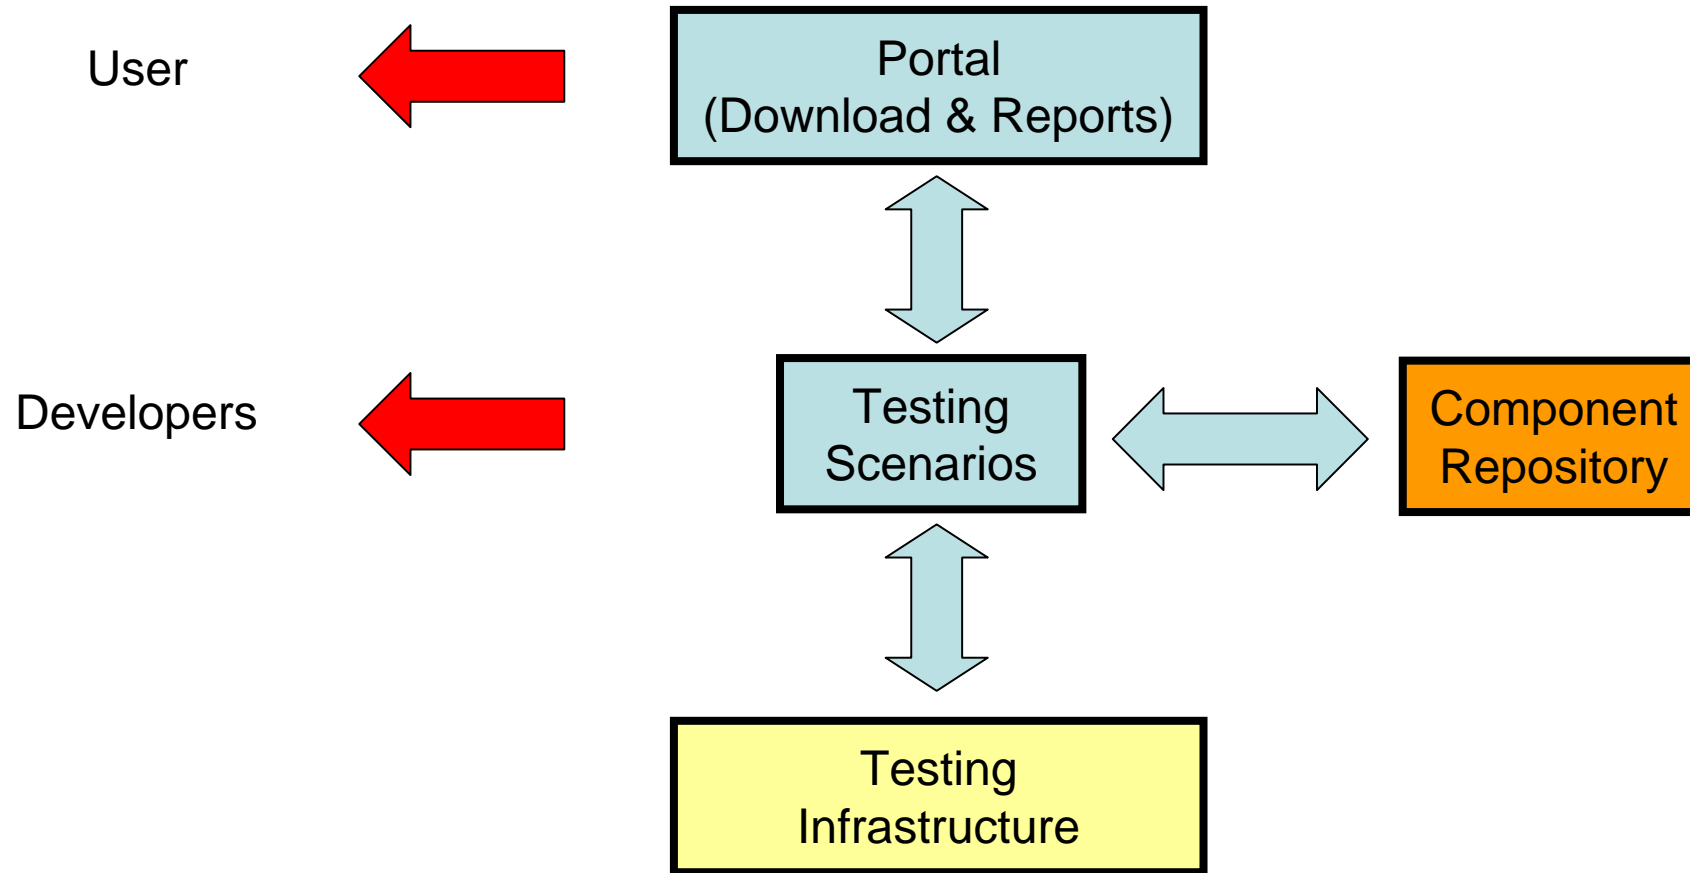 User
Portal
(Download & Reports)
Developers
Testing
Scenarios
Component
Repository
Testing
Infrastructure